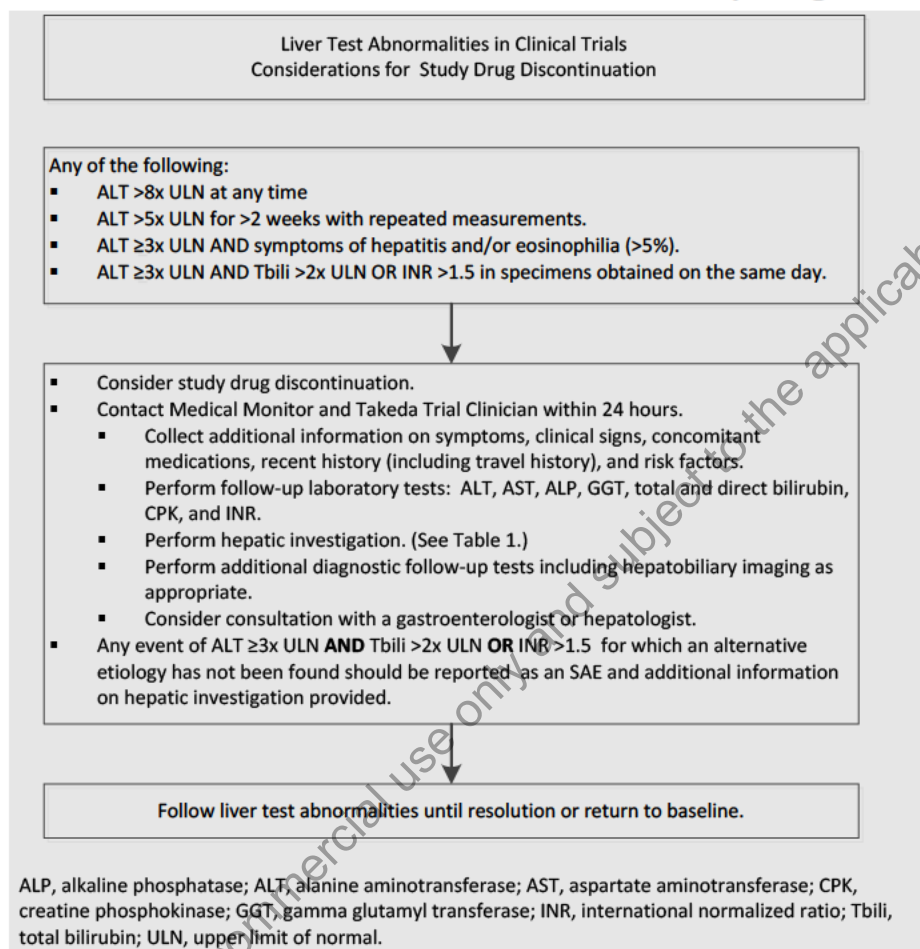 Liver Test Abnormalities in Clinical Trials
Considerations for Study Drug Discontinuation
Any of the following:
▪ ALT >8x ULN at any time
▪ ALT >5x ULN for >2 weeks with repeated measurements.
▪ ALT ≥3x ULN AND symptoms of hepatitis and/or eosinophilia (>5%).
▪ ALT ≥3x ULN AND Tbili >2x ULN OR INR >1.5 in specimens obtained on the same day.
▪ Consider study drug discontinuation.
▪ Contact Medical Monitor and Takeda Trial Clinician within 24 hours.
▪ Collect additional information on symptoms, clinical signs, concomitant
medications, recent history (including travel history), and risk factors.
▪ Perform follow-up laboratory tests: ALT, AST, ALP, GGT, total and direct bilirubin,
CPK, and INR.
▪ Perform hepatic investigation. (See Table 1.)
▪ Perform additional diagnostic follow-up tests including hepatobiliary imaging as
appropriate.
▪ Consider consultation with a gastroenterologist or hepatologist.
▪ Any event of ALT ≥3x ULN AND Tbili >2x ULN OR INR >1.5 for which an alternative
etiology has not been found should be reported as an SAE and additional information
on hepatic investigation provided.
Follow liver test abnormalities until resolution or return to baseline.
ALP, alkaline phosphatase; ALT, alanine aminotransferase; AST, aspartate aminotransferase; CPK,
creatine phosphokinase; GGT, gamma glutamyl transferase; INR, international normalized ratio; Tbili,
total bilirubin; ULN, upper limit of normal.
use only and subject to the